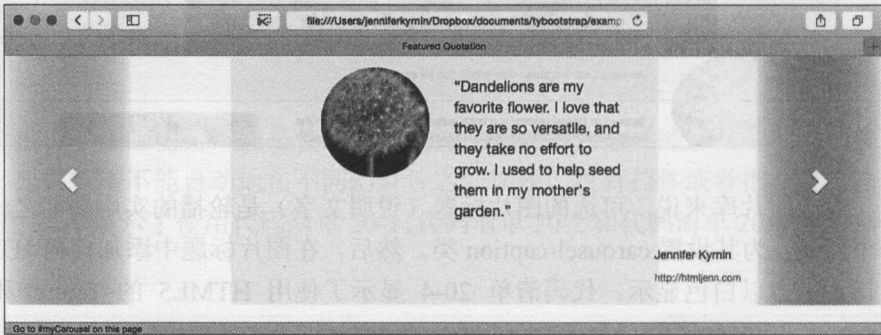 file:///Users/jenniferkyrnin/Dropbox/documents/tybootstrap/examp
Featured Quotation
"Dandelions are my
favorite flower. I love that
they are so versatile, and
they take no effort to
grow. I used to help seed
them in my mother's
garden."
Jennifer Kyrnin
http://htmljenn.com
Go to #myCarousel on this page